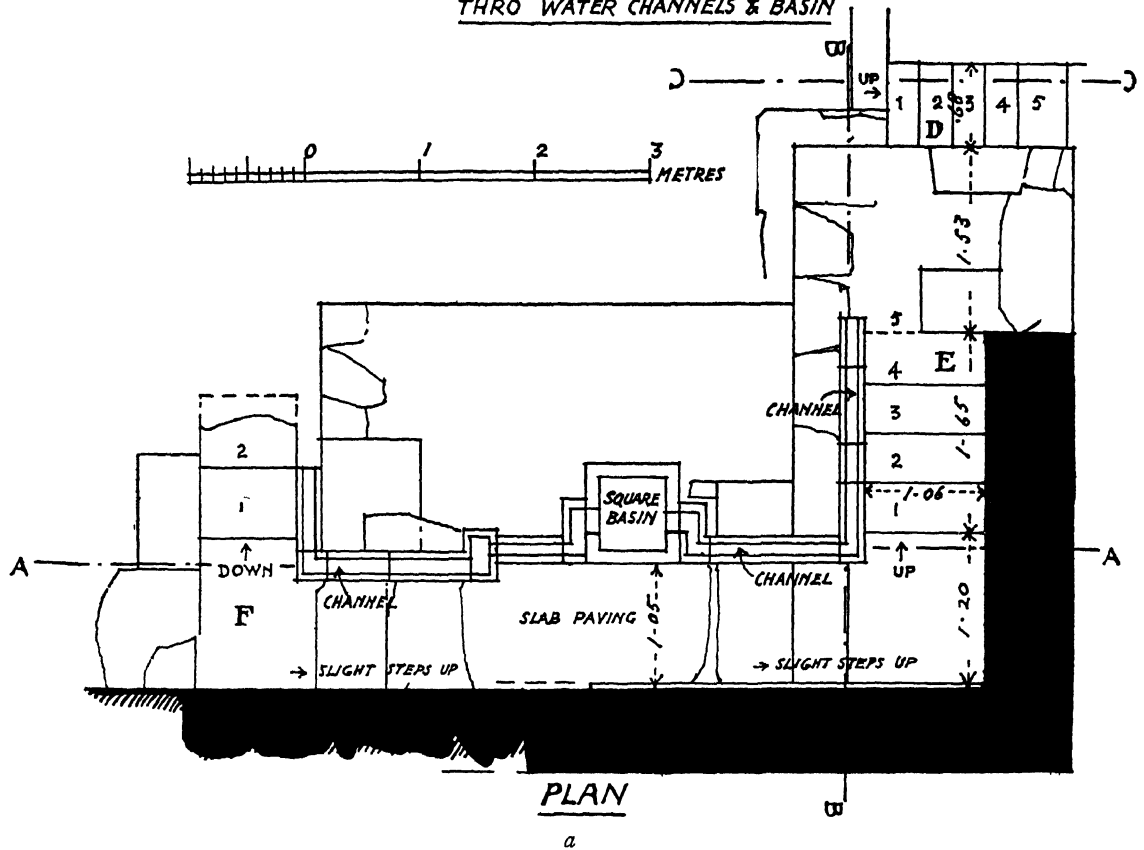 THRO WATER CHANNELS & BASIN
B
C C
UP
1 2 3 4 5
.68
D
0 1 2 3
METRES
1.53
5
4 E
CHANNEL
3
1.65
2
2
1.06
1
1
SQUARE
BASIN
A A
DOWN
UP
CHANNEL
CHANNEL
F
SLAB PAVING
1.05
1.20
SLIGHT STEPS UP
SLIGHT STEPS UP
PLAN
B
a